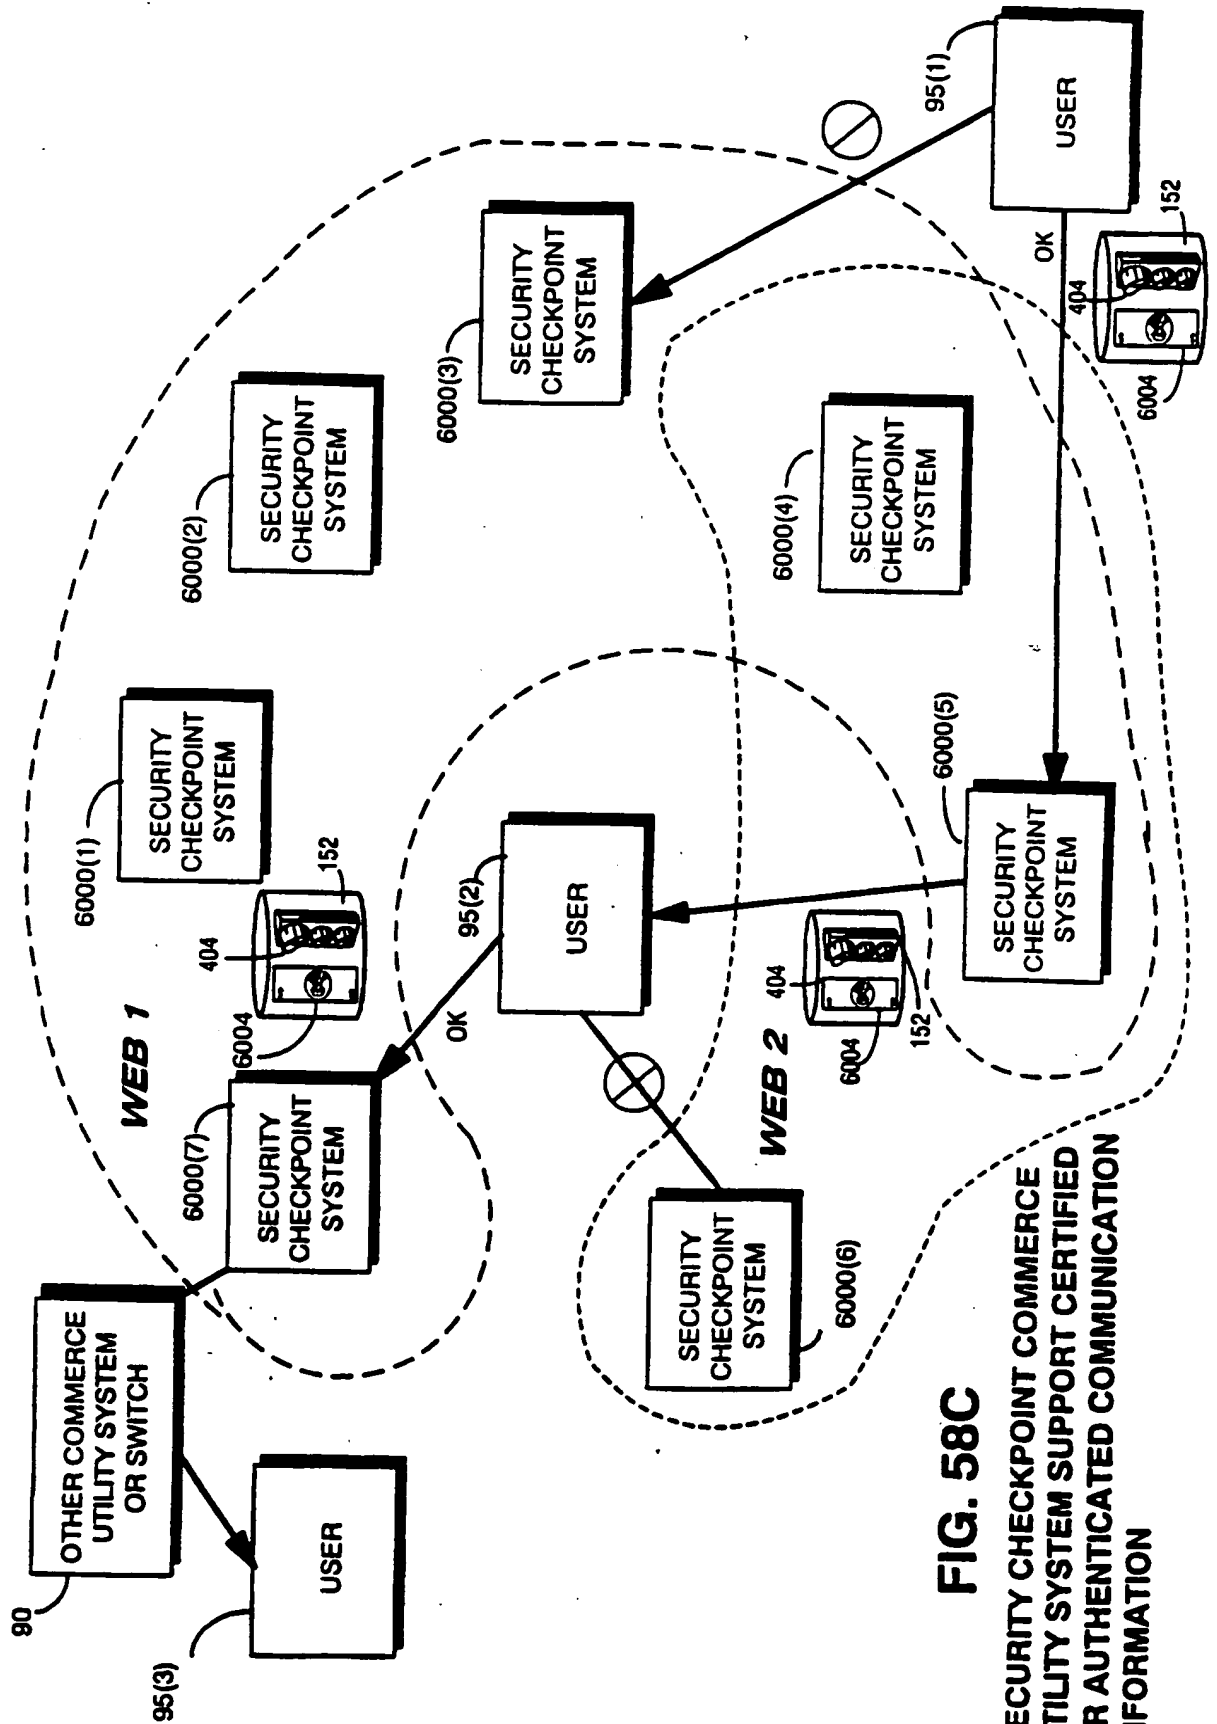 90
OTHER COMMERCE
UTILITY SYSTEM
OR SWITCH
95(3)
USER
WEB 1
6000(1)
SECURITY
CHECKPOINT
SYSTEM
6000(2)
SECURITY
CHECKPOINT
SYSTEM
6000(7)
SECURITY
CHECKPOINT
SYSTEM
6004
404
152
6000(3)
SECURITY
CHECKPOINT
SYSTEM
OK
95(2)
USER
6000(6)
SECURITY
CHECKPOINT
SYSTEM
WEB 2
404
6004
152
6000(4)
SECURITY
CHECKPOINT
SYSTEM
6000(5)
SECURITY
CHECKPOINT
SYSTEM
95(1)
USER
OK
404
152
6004
FIG. 58C
ECURITY CHECKPOINT COMMERCE
TILITY SYSTEM SUPPORT CERTIFIED
R AUTHENTICATED COMMUNICATION
FORMATION